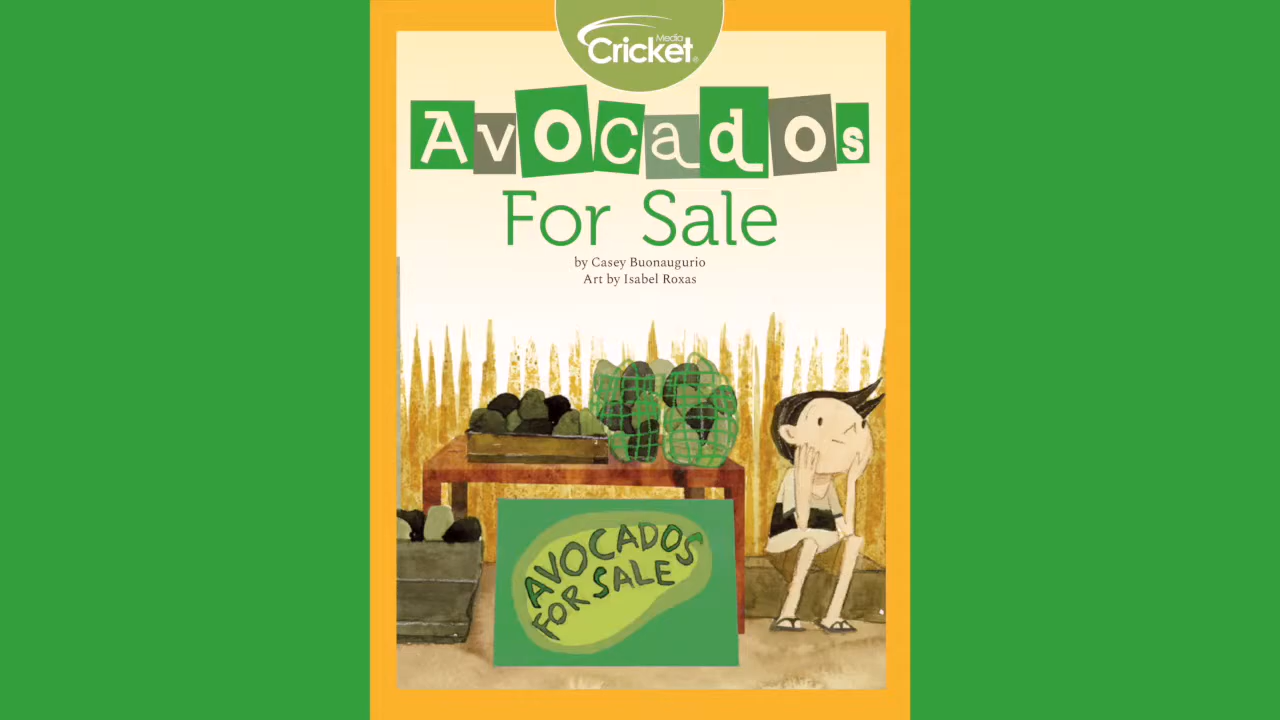 Media
Cricket®
Avocados
For Sale
by Casey Buonaugurio
Art by Isabel Roxas
AVOCADOS
FOR SALE